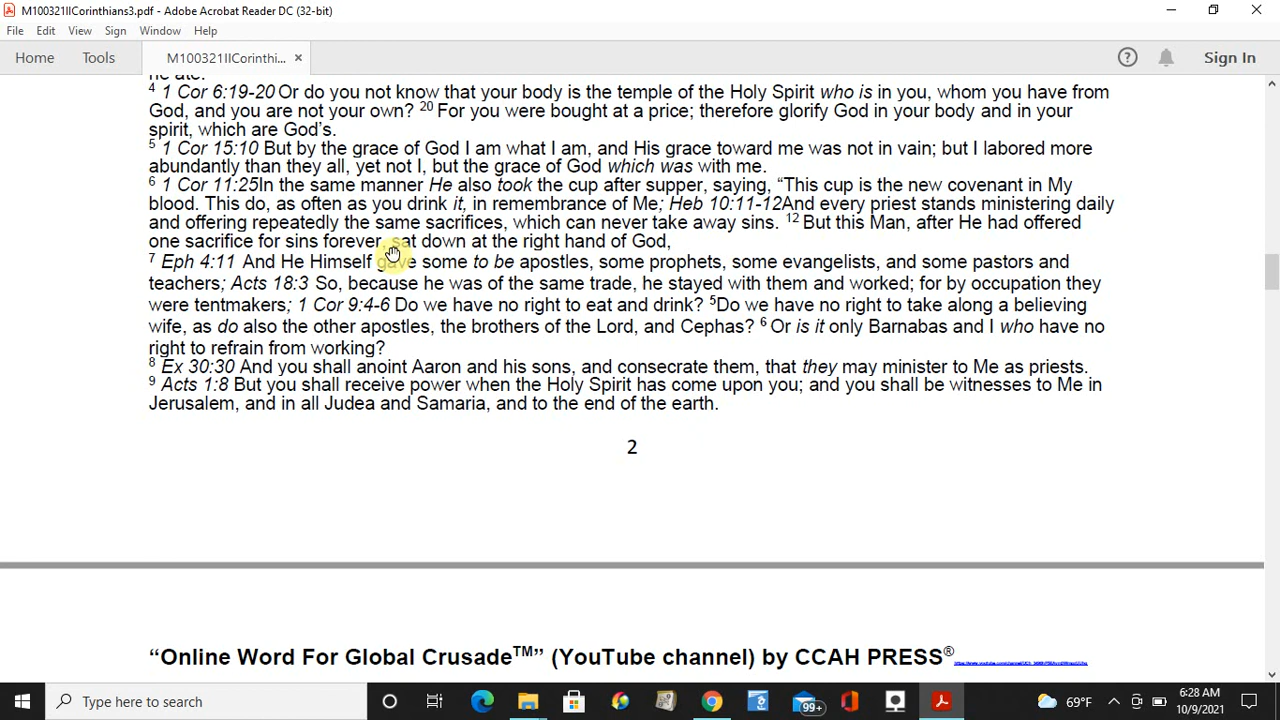 M100321IICorinthians3.pdf - Adobe Acrobat Reader DC (32-bit)
File Edit View Sign Window Help
Home Tools M100321IICorinthi... × Sign In
he ate.
4 1 Cor 6:19-20 Or do you not know that your body is the temple of the Holy Spirit who is in you, whom you have from
God, and you are not your own? 20 For you were bought at a price; therefore glorify God in your body and in your
spirit, which are God's.
5 1 Cor 15:10 But by the grace of God I am what I am, and His grace toward me was not in vain; but I labored more
abundantly than they all, yet not I, but the grace of God which was with me.
6 1 Cor 11:25In the same manner He also took the cup after supper, saying, “This cup is the new covenant in My
blood. This do, as often as you drink it, in remembrance of Me; Heb 10:11-12And every priest stands ministering daily
and offering repeatedly the same sacrifices, which can never take away sins. 12 But this Man, after He had offered
one sacrifice for sins forever, sat down at the right hand of God,
7 Eph 4:11 And He Himself gave some to be apostles, some prophets, some evangelists, and some pastors and
teachers; Acts 18:3 So, because he was of the same trade, he stayed with them and worked; for by occupation they
were tentmakers; 1 Cor 9:4-6 Do we have no right to eat and drink? 5Do we have no right to take along a believing
wife, as do also the other apostles, the brothers of the Lord, and Cephas? 6 Or is it only Barnabas and I who have no
right to refrain from working?
8 Ex 30:30 And you shall anoint Aaron and his sons, and consecrate them, that they may minister to Me as priests.
9 Acts 1:8 But you shall receive power when the Holy Spirit has come upon you; and you shall be witnesses to Me in
Jerusalem, and in all Judea and Samaria, and to the end of the earth.
2
“Online Word For Global Crusade™” (YouTube channel) by CCAH PRESS®
Type here to search
99+
69°F
6:28 AM
10/9/2021